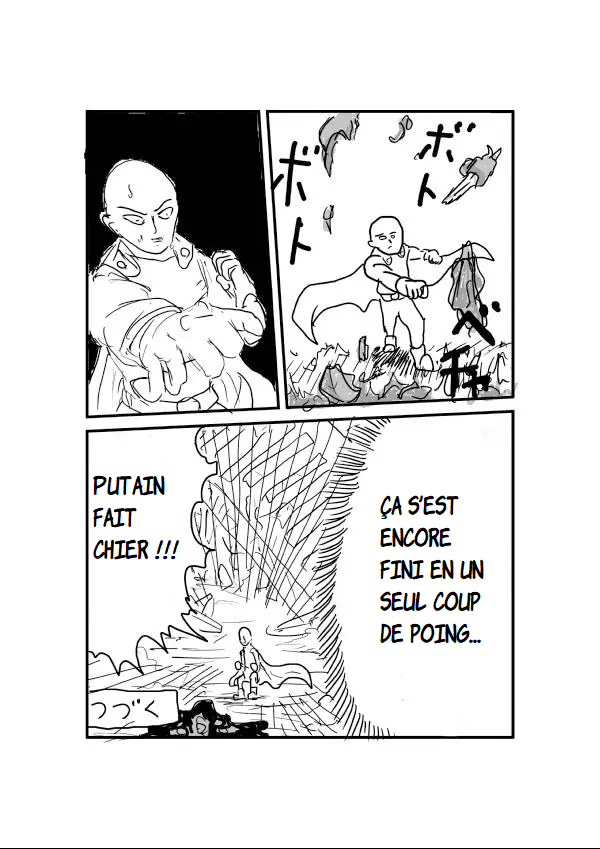 ボト
ボト
ベチャ
PUTAIN
FAIT
CHIER !!!
ÇA S'EST
ENCORE
FINI EN UN
SEUL COUP
DE POING...
つづく